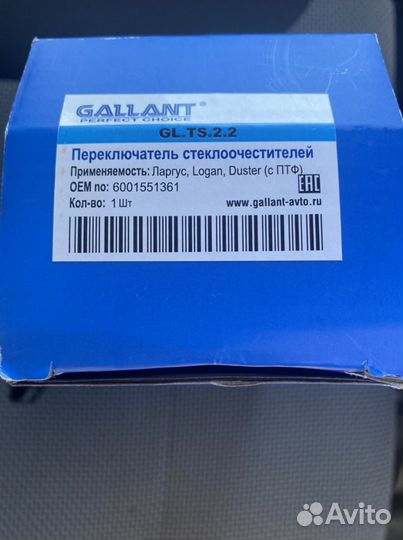 GALLANT
PERFECT CHOICE
GL.TS.2.2
Переключатель стеклоочестителей
Применяемость: Ларгус, Logan, Duster (с ПТФ)
OEM no: 6001551361
EAC
Кол-во: 1 Шт
www.gallant-avto.ru
Avito